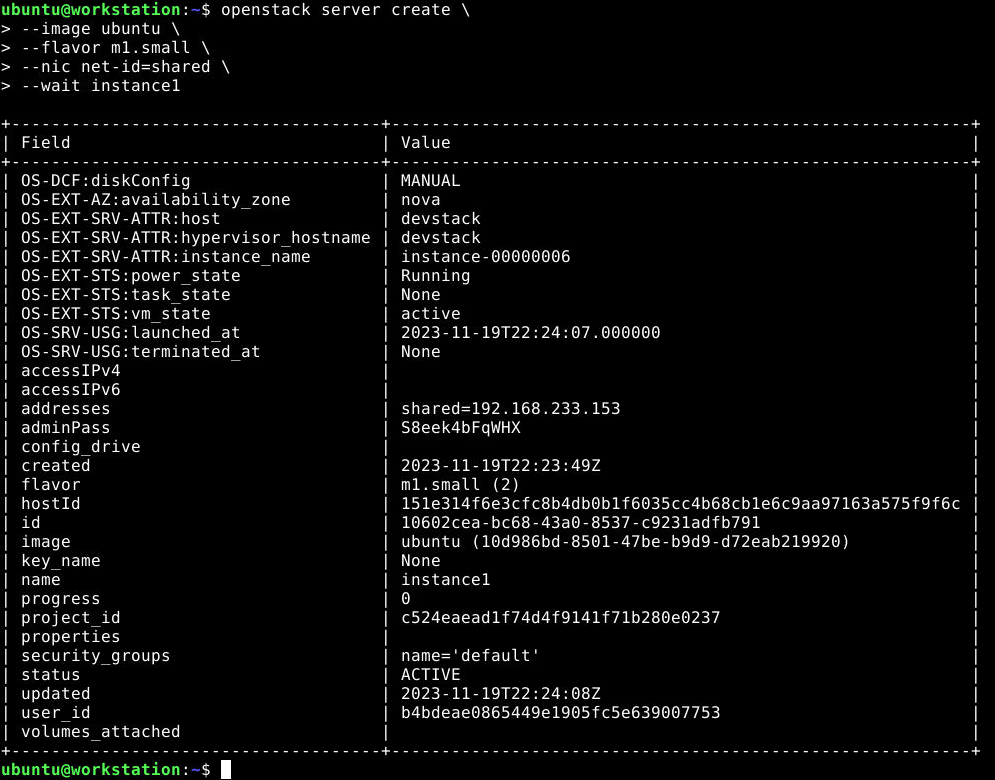 ubuntu@workstation:~$ openstack server create \
> --image ubuntu \
> --flavor m1.small \
> --nic net-id=shared \
> --wait instance1
+-------------------------------------+----------------------------------------------------------+
| Field                               | Value                                                    |
+-------------------------------------+----------------------------------------------------------+
| OS-DCF:diskConfig                   | MANUAL                                                   |
| OS-EXT-AZ:availability_zone         | nova                                                     |
| OS-EXT-SRV-ATTR:host                | devstack                                                 |
| OS-EXT-SRV-ATTR:hypervisor_hostname | devstack                                                 |
| OS-EXT-SRV-ATTR:instance_name       | instance-00000006                                        |
| OS-EXT-STS:power_state              | Running                                                  |
| OS-EXT-STS:task_state               | None                                                     |
| OS-EXT-STS:vm_state                 | active                                                   |
| OS-SRV-USG:launched_at              | 2023-11-19T22:24:07.000000                               |
| OS-SRV-USG:terminated_at            | None                                                     |
| accessIPv4                          |                                                          |
| accessIPv6                          |                                                          |
| addresses                           | shared=192.168.233.153                                   |
| adminPass                           | S8eek4bFqWHX                                             |
| config_drive                        |                                                          |
| created                             | 2023-11-19T22:23:49Z                                     |
| flavor                              | m1.small (2)                                             |
| hostId                              | 151e314f6e3cfc8b4db0b1f6035cc4b68cb1e6c9aa97163a575f9f6c |
| id                                  | 10602cea-bc68-43a0-8537-c9231adfb791                     |
| image                               | ubuntu (10d986bd-8501-47be-b9d9-d72eab219920)            |
| key_name                            | None                                                     |
| name                                | instance1                                                |
| progress                            | 0                                                        |
| project_id                          | c524eaead1f74d4f9141f71b280e0237                         |
| properties                          |                                                          |
| security_groups                     | name='default'                                           |
| status                              | ACTIVE                                                   |
| updated                             | 2023-11-19T22:24:08Z                                     |
| user_id                             | b4bdeae0865449e1905fc5e639007753                         |
| volumes_attached                    |                                                          |
+-------------------------------------+----------------------------------------------------------+
ubuntu@workstation:~$